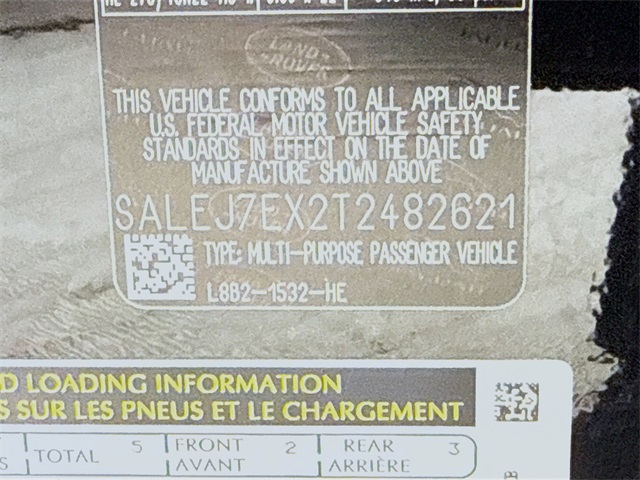 LAND
ROVER
THIS VEHICLE CONFORMS TO ALL APPLICABLE
U.S. FEDERAL MOTOR VEHICLE SAFETY
STANDARDS IN EFFECT ON THE DATE OF
MANUFACTURE SHOWN ABOVE
SALEJ7EX2T2482621
TYPE: MULTI-PURPOSE PASSENGER VEHICLE
L8B2-1532-HE
D LOADING INFORMATION
S SUR LES PNEUS ET LE CHARGEMENT
S TOTAL 5 FRONT 2 REAR 3
AVANT ARRIÈRE